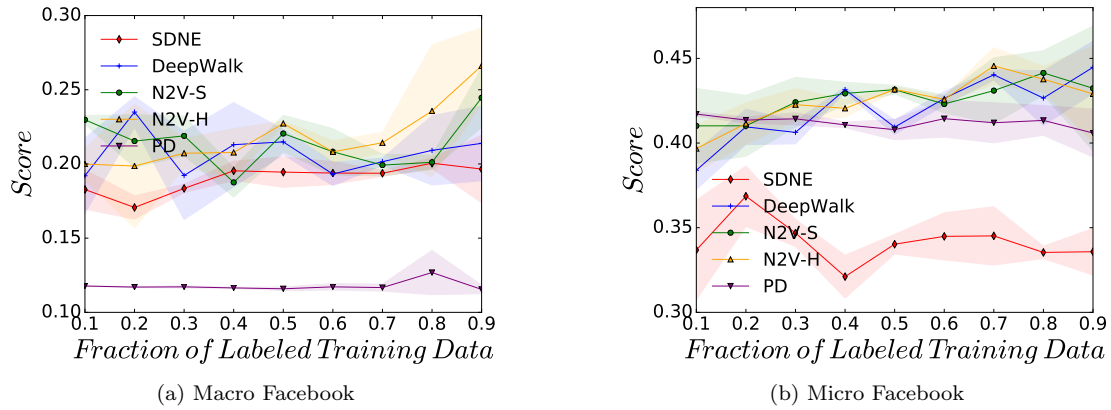 0.30
0.25
0.20
0.15
0.10
Score
SDNE
DeepWalk
N2V-S
N2V-H
PD
0.1 0.2 0.3 0.4 0.5 0.6 0.7 0.8 0.9
Fraction of Labeled Training Data
(a) Macro Facebook
0.45
0.40
0.35
0.30
Score
SDNE
DeepWalk
N2V-S
N2V-H
PD
0.1 0.2 0.3 0.4 0.5 0.6 0.7 0.8 0.9
Fraction of Labeled Training Data
(b) Micro Facebook